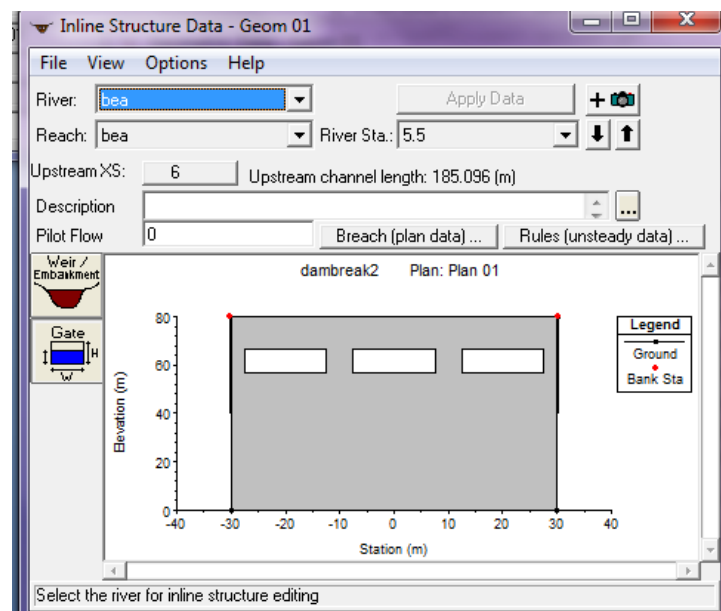 Inline Structure Data - Geom 01
File View Options Help
River: bea Apply Data
Reach: bea River Sta.: 5.5
Upstream XS: 6 Upstream channel length: 185.096 (m)
Description ...
Pilot Flow 0 Breach (plan data) ... Rules (unsteady data) ...
Weir / Embankment
Gate
H
W
dambreak2 Plan: Plan 01
Elevation (m)
80
60
40
20
0
-40 -30 -20 -10 0 10 20 30 40
Station (m)
Legend
Ground
Bank Sta
Select the river for inline structure editing